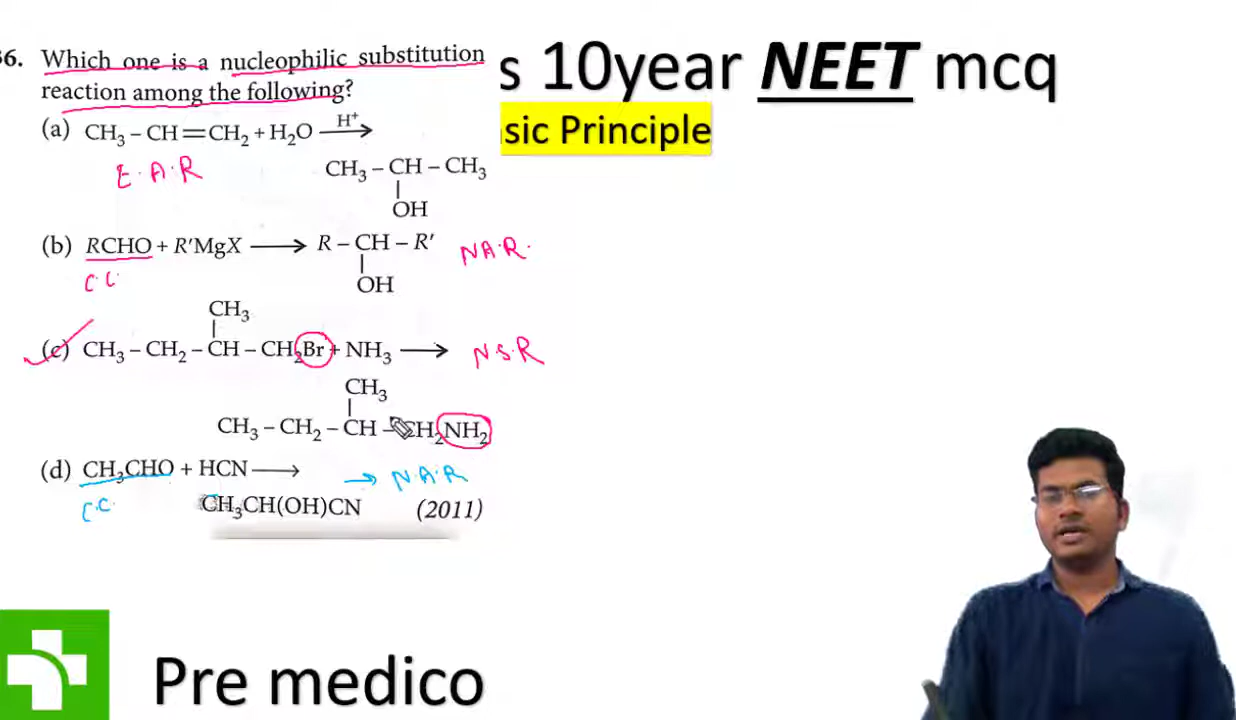 s 10year NEET mcq
sic Principle
36. Which one is a nucleophilic substitution
reaction among the following?
(a) CH₃ – CH = CH₂ + H₂O —H⁺→
E.A.R
CH₃ – CH – CH₃
|
OH
(b) RCHO + R′MgX ⟶ R – CH – R′
N.A.R.
|
C.C
OH
CH₃
|
(c) CH₃ – CH₂ – CH – CH₂Br + NH₃ ⟶
N.S.R
CH₃
|
CH₃ – CH₂ – CH – CH₂NH₂
(d) CH₃CHO + HCN ⟶
→ N.A.R
C.C.
CH₃CH(OH)CN (2011)
Pre medico